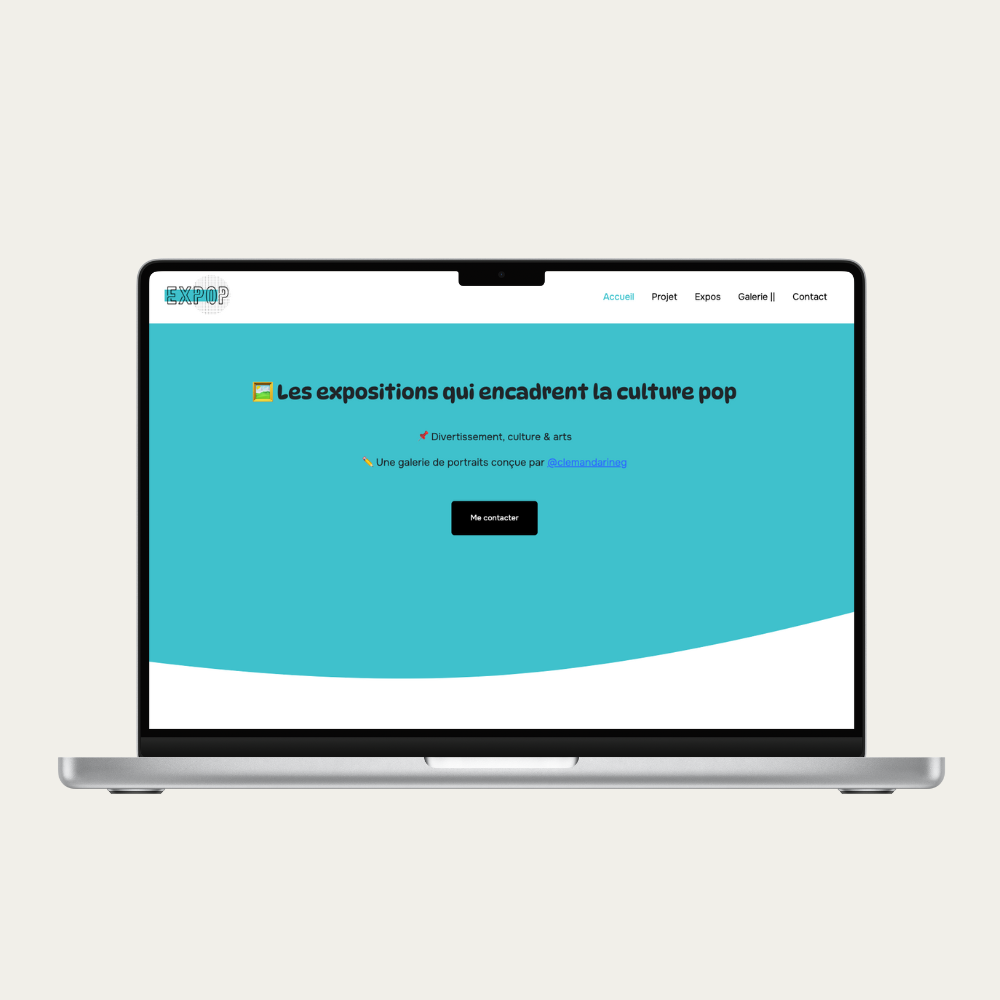 EXPOP
Accueil Projet Expos Galerie || Contact
🖼️ Les expositions qui encadrent la culture pop
📌 Divertissement, culture & arts
✏️ Une galerie de portraits conçue par @clemandarineg
Me contacter